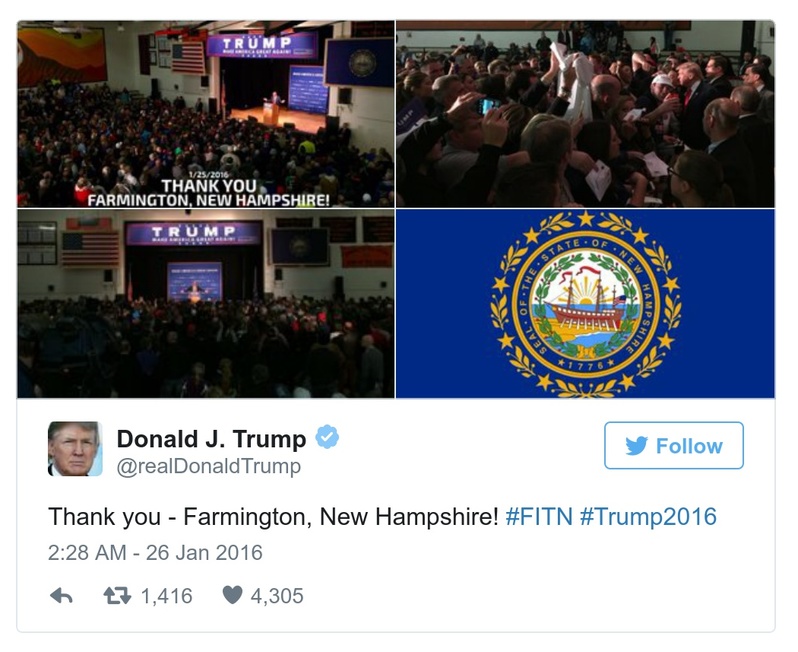 TRUMP
MAKE AMERICA GREAT AGAIN!
1/25/2016
THANK YOU
FARMINGTON, NEW HAMPSHIRE!
TRUMP
MAKE AMERICA GREAT AGAIN!
SEAL · OF · THE · STATE · OF · NEW HAMPSHIRE
1776
Donald J. Trump
@realDonaldTrump
Follow
Thank you - Farmington, New Hampshire! #FITN #Trump2016
2:28 AM - 26 Jan 2016
1,416
4,305